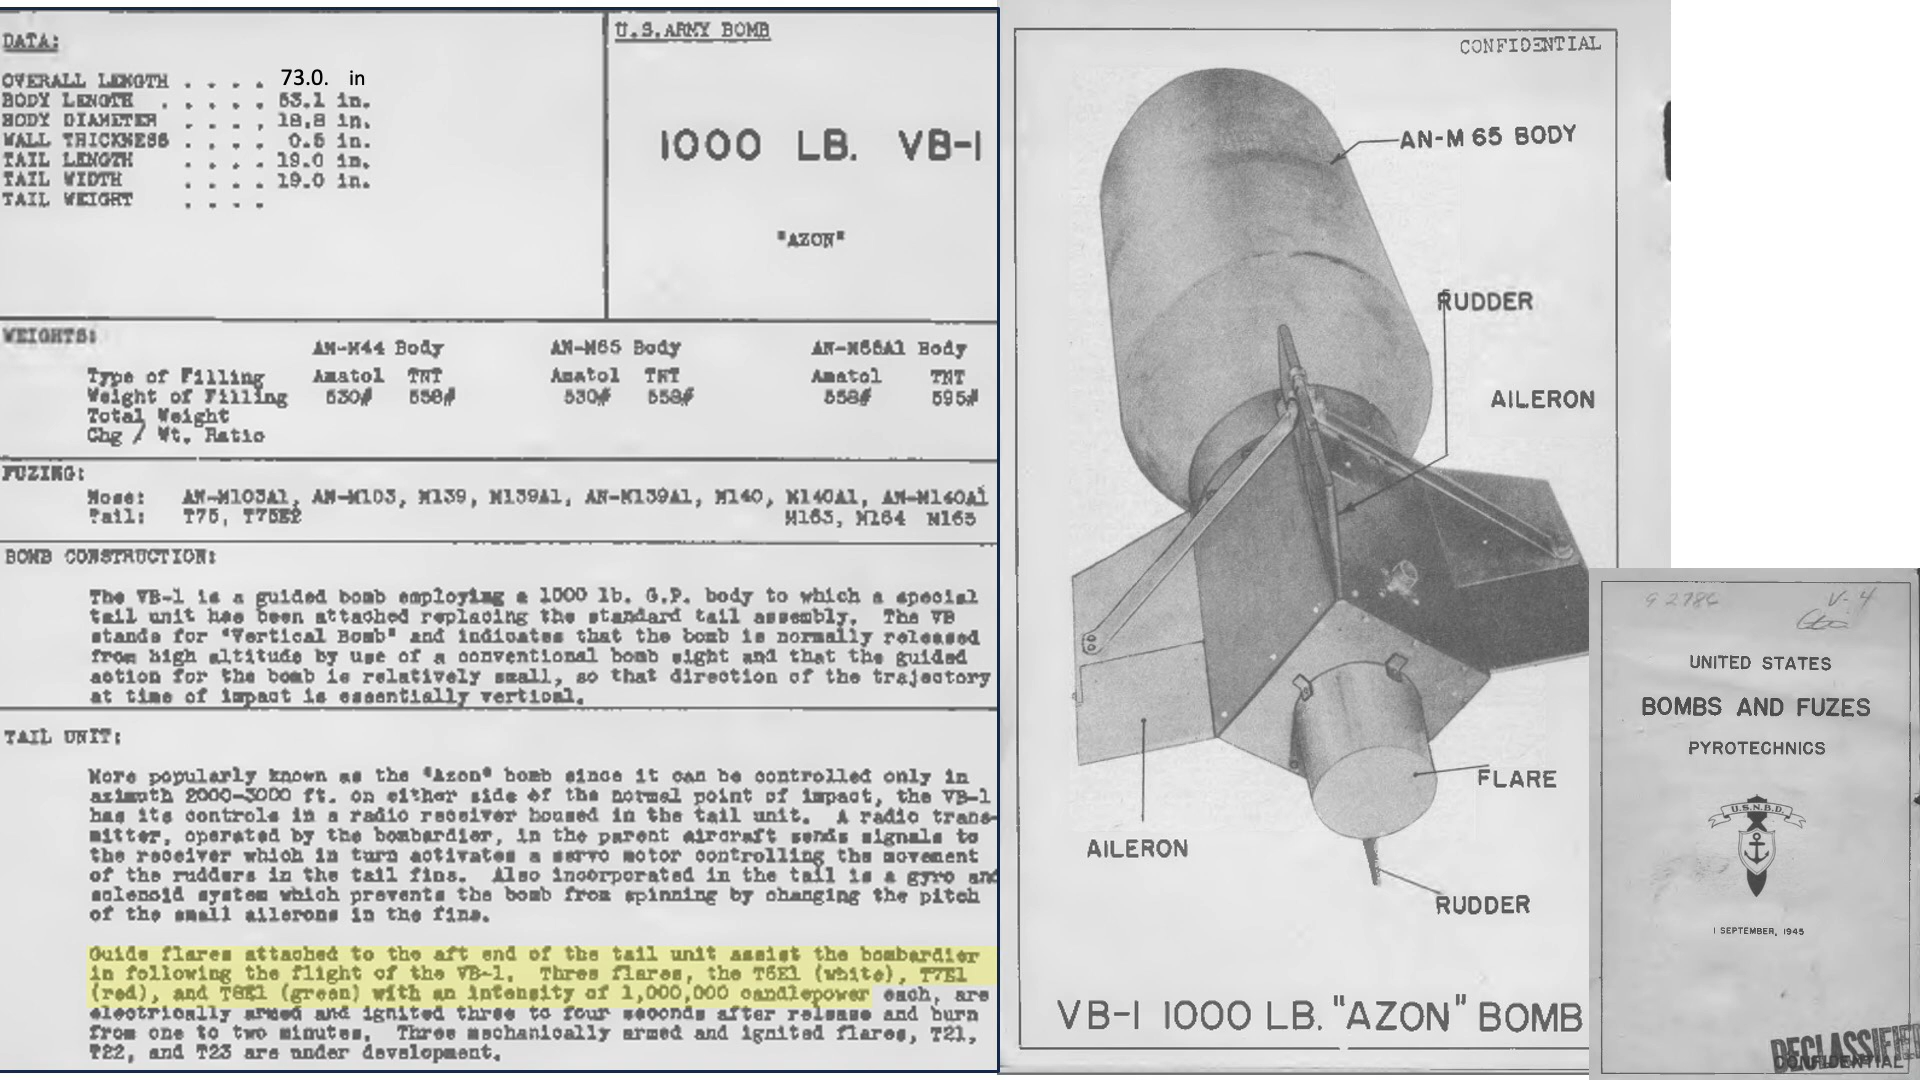 DATA:
OVERALL LENGTH . . . . 73.0. in
BODY LENGTH . . . . . 53.1 in.
BODY DIAMETER . . . . 18.8 in.
WALL THICKNESS . . . . 0.5 in.
TAIL LENGTH . . . . 19.0 in.
TAIL WIDTH . . . . 19.0 in.
TAIL WEIGHT . . . .
U.S.ARMY BOMB
1000 LB. VB-1
"AZON"
WEIGHTS:
AN-M44 Body AN-M65 Body AN-M65A1 Body
Type of Filling Amatol TNT Amatol TNT Amatol TNT
Weight of Filling 530# 558# 530# 558# 558# 595#
Total Weight
Chg / Wt. Ratio
FUZING:
Nose: AN-M103A1, AN-M103, M139, M139A1, AN-M139A1, M140, M140A1, AN-M140A1
Tail: T75, T75E2 M163, M164 M165
BOMB CONSTRUCTION:
The VB-1 is a guided bomb employing a 1000 lb. G.P. body to which a special
tail unit has been attached replacing the standard tail assembly. The VB
stands for "Vertical Bomb" and indicates that the bomb is normally released
from high altitude by use of a conventional bomb sight and that the guided
action for the bomb is relatively small, so that direction of the trajectory
at time of impact is essentially vertical.
TAIL UNIT:
More popularly known as the "Azon" bomb since it can be controlled only in
azimuth 2000-3000 ft. on either side of the normal point of impact, the VB-1
has its controls in a radio receiver housed in the tail unit. A radio trans-
mitter, operated by the bombardier, in the parent aircraft sends signals to
the receiver which in turn activates a servo motor controlling the movement
of the rudders in the tail fins. Also incorporated in the tail is a gyro and
solenoid system which prevents the bomb from spinning by changing the pitch
of the small ailerons in the fins.
Guide flares attached to the aft end of the tail unit assist the bombardier
in following the flight of the VB-1. Three flares, the T6E1 (white), T7E1
(red), and T8E1 (green) with an intensity of 1,000,000 candlepower each, are
electrically armed and ignited three to four seconds after release and burn
from one to two minutes. Three mechanically armed and ignited flares, T21,
T22, and T23 are under development.
CONFIDENTIAL
AN-M 65 BODY
RUDDER
AILERON
FLARE
AILERON
RUDDER
VB-1 1000 LB. "AZON" BOMB
G 2786 V-4
UNITED STATES
BOMBS AND FUZES
PYROTECHNICS
U.S.N.B.D.
1 SEPTEMBER, 1945
DECLASSIFIED
CONFIDENTIAL